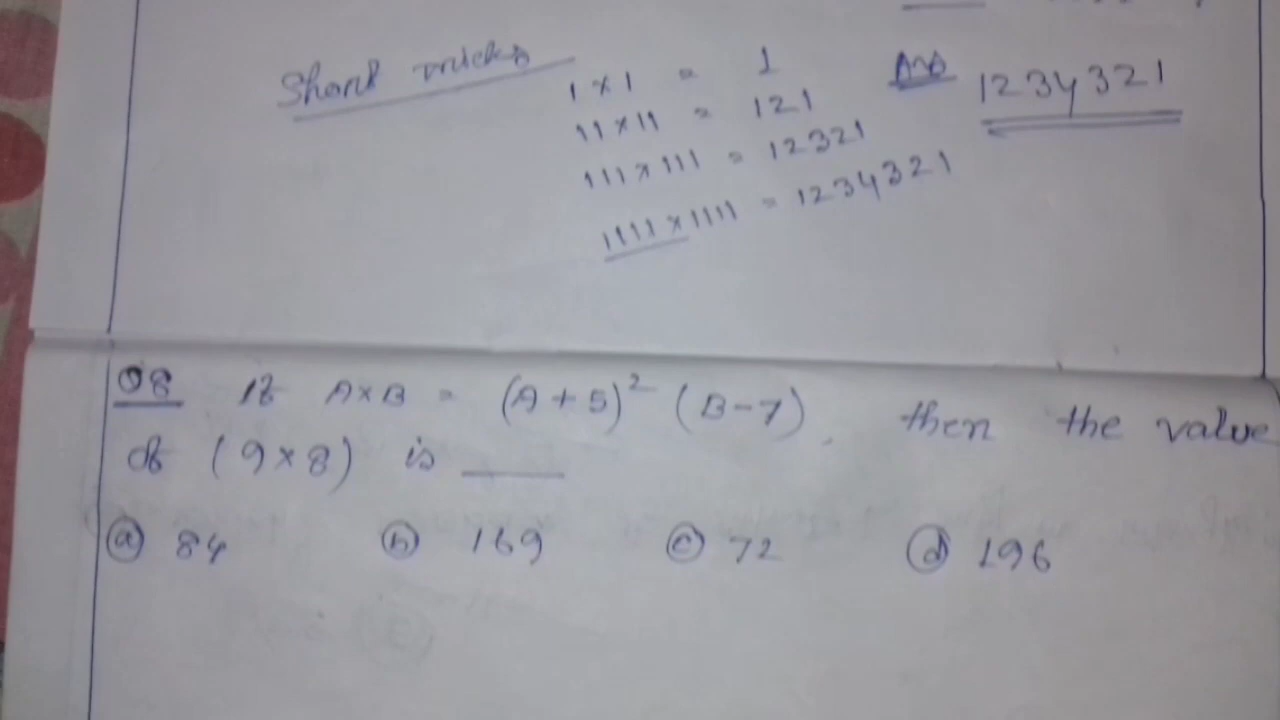 Short tricks
1 × 1 = 1
11 × 11 = 121
111 × 111 = 12321
1111 × 1111 = 1234321
Ans 1234321
08 If A×B = (A + 5)² (B - 7), then the value
of (9 × 8) is ____
(a) 84 (b) 169 (c) 72 (d) 196